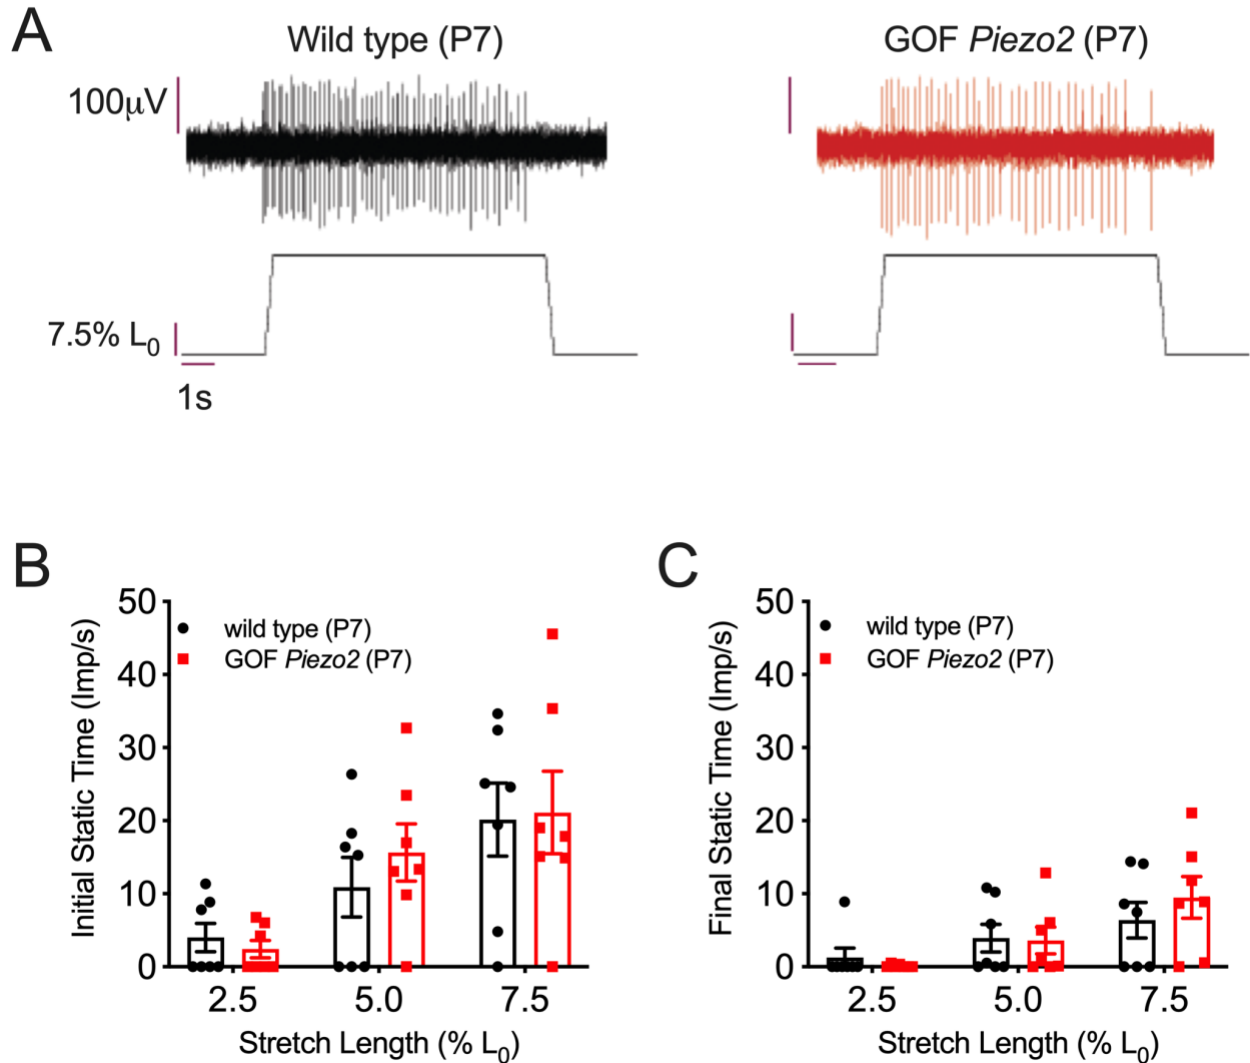 A
Wild type (P7)
GOF Piezo2 (P7)
100μV
7.5% L0
1s
B
Initial Static Time (Imp/s)
50
40
30
20
10
0
wild type (P7)
GOF Piezo2 (P7)
2.5 5.0 7.5
Stretch Length (% L0)
C
Final Static Time (Imp/s)
50
40
30
20
10
0
wild type (P7)
GOF Piezo2 (P7)
2.5 5.0 7.5
Stretch Length (% L0)